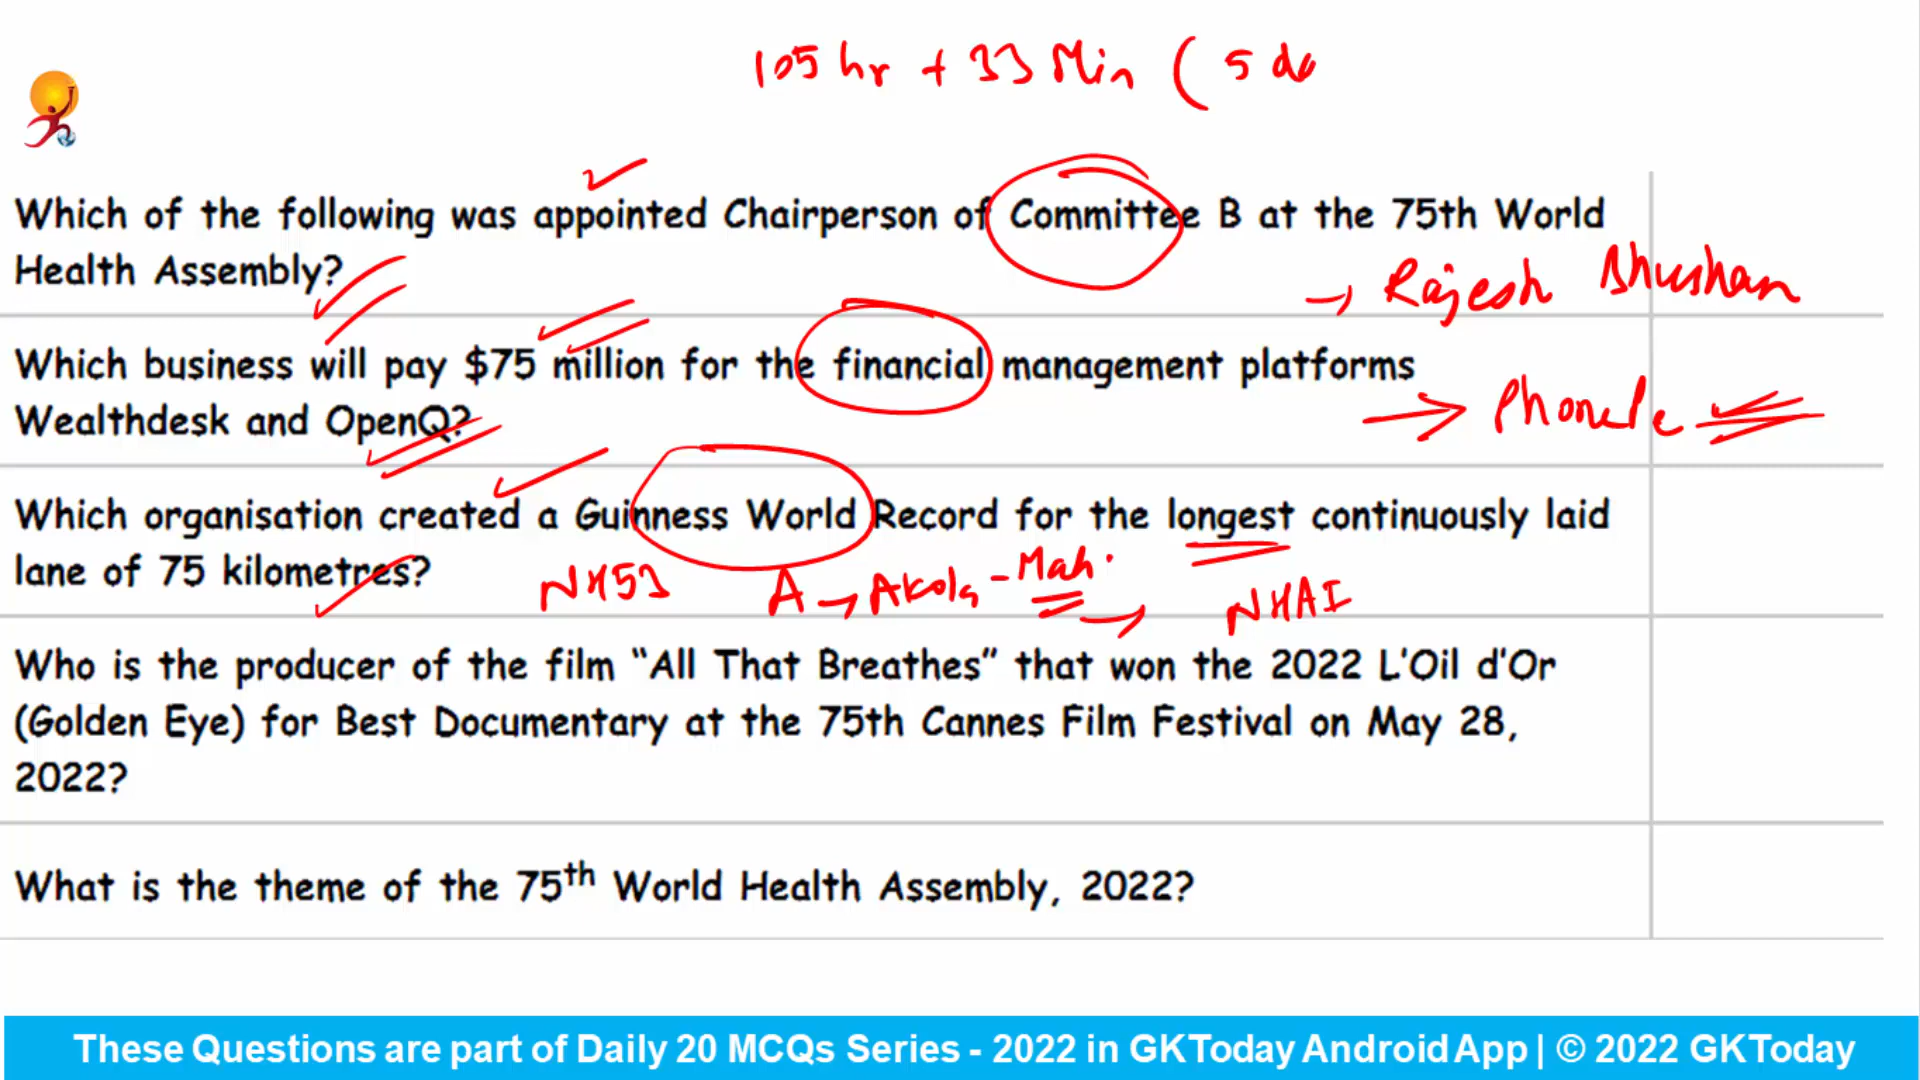 105 hr + 33 Min ( 5 da
Which of the following was appointed Chairperson of Committee B at the 75th World
Health Assembly?
→ Rajesh Bhushan
Which business will pay $75 million for the financial management platforms
Wealthdesk and OpenQ?
→ PhonePe
Which organisation created a Guinness World Record for the longest continuously laid
lane of 75 kilometres?
NH53 A → Akola - Mah. → NHAI
Who is the producer of the film “All That Breathes” that won the 2022 L’Oil d’Or
(Golden Eye) for Best Documentary at the 75th Cannes Film Festival on May 28,
2022?
What is the theme of the 75th World Health Assembly, 2022?
These Questions are part of Daily 20 MCQs Series - 2022 in GKToday Android App | © 2022 GKToday